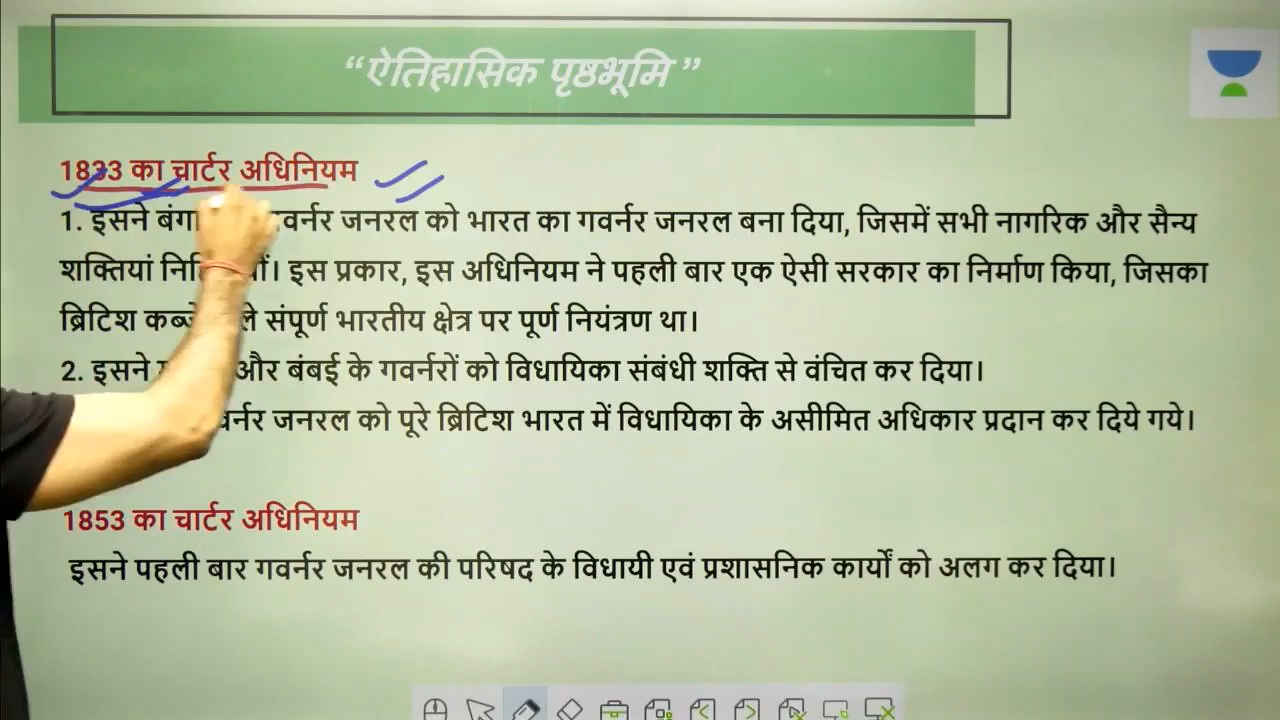 “ऐतिहासिक पृष्ठभूमि ”
1833 का चार्टर अधिनियम
1. इसने जनरल को भारत का गवर्नर जनरल बना दिया, जिसमें सभी नागरिक और सैन्य
शक्तियां इस प्रकार, इस अधिनियम ने पहली बार एक ऐसी सरकार का निर्माण किया, जिसका
ब्रिटिश संपूर्ण भारतीय क्षेत्र पर पूर्ण नियंत्रण था।
2. इसने और बंबई के गवर्नरों को विधायिका संबंधी शक्ति से वंचित कर दिया।
जनरल को पूरे ब्रिटिश भारत में विधायिका के असीमित अधिकार प्रदान कर दिये गये।
1853 का चार्टर अधिनियम
इसने पहली बार गवर्नर जनरल की परिषद के विधायी एवं प्रशासनिक कार्यों को अलग कर दिया।